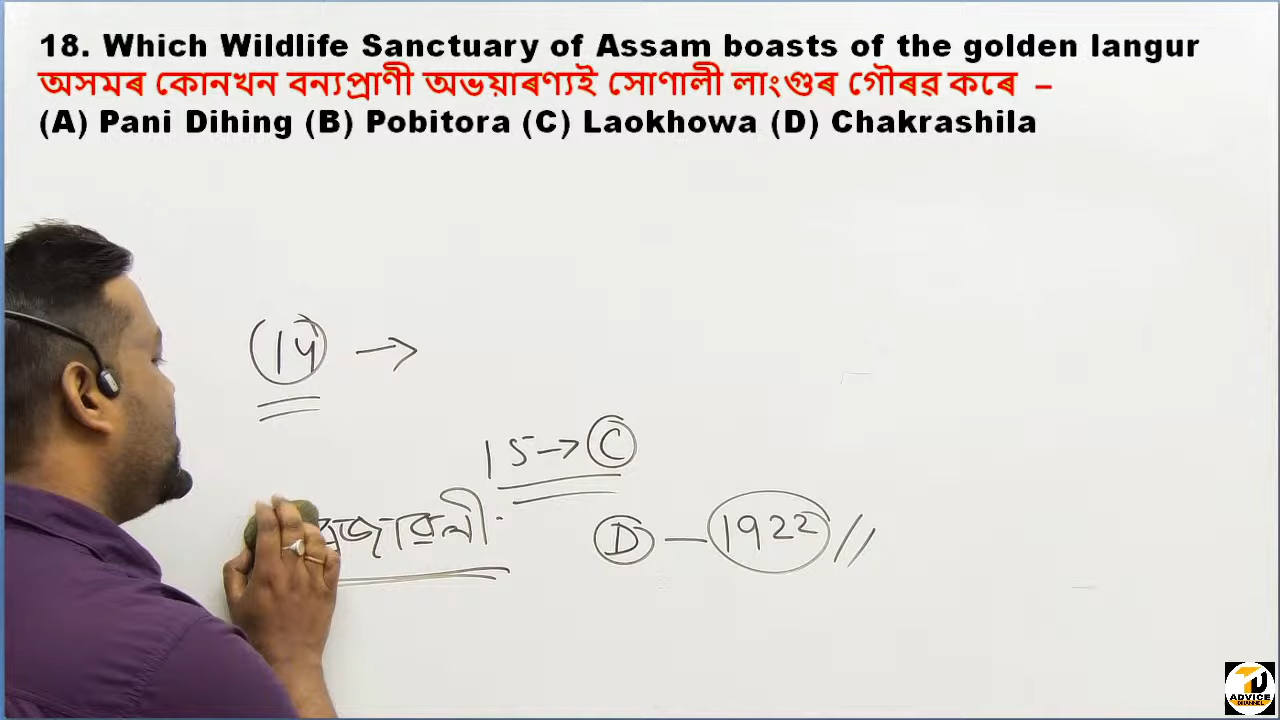 18. Which Wildlife Sanctuary of Assam boasts of the golden langur
অসমৰ কোনখন বন্যপ্ৰাণী অভয়াৰণ্যই সোণালী লাংগুৰ গৌৰৱ কৰে –
(A) Pani Dihing (B) Pobitora (C) Laokhowa (D) Chakrashila
14 →
15 → C
D – 1922 //
ADVICE
CHANNEL